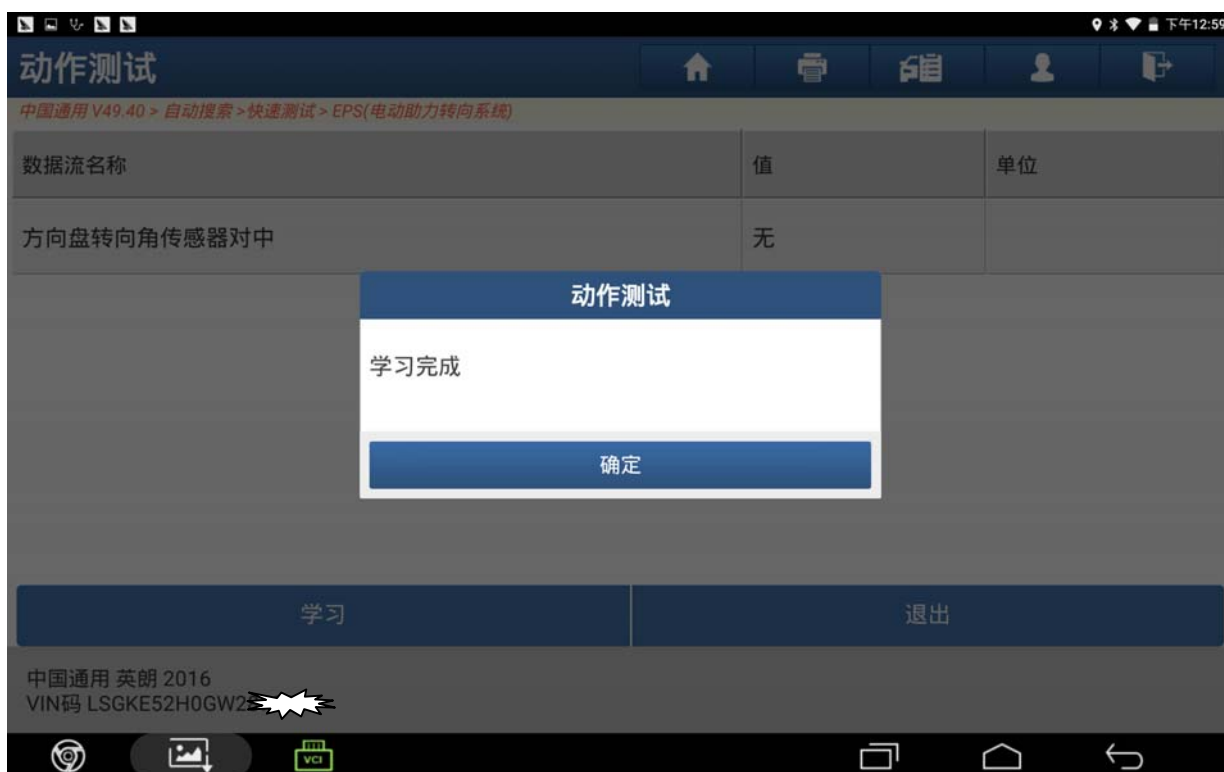 下午12:59
动作测试
中国通用 V49.40 > 自动搜索 >快速测试 > EPS(电动助力转向系统)
数据流名称 值 单位
方向盘转向角传感器对中 无
动作测试
学习完成
确定
学习 退出
中国通用 英朗 2016
VIN码 LSGKE52H0GW2
VCI